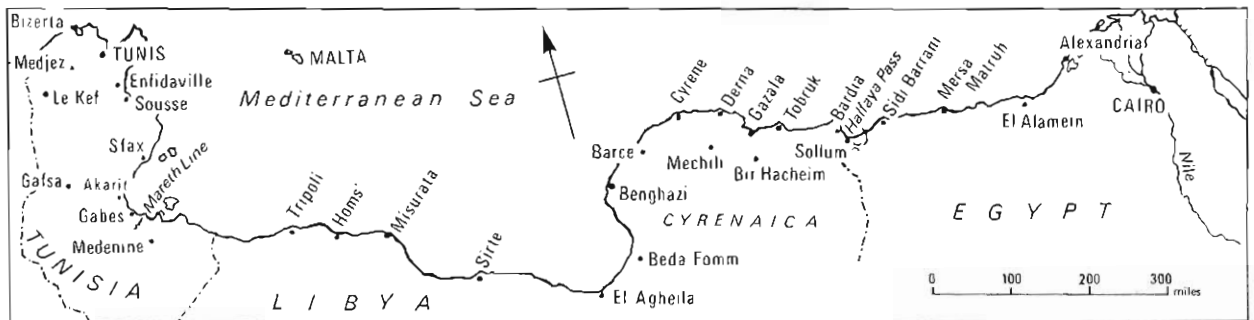 Bizerta
TUNIS
Medjez
Enfidaville
Le Kef
Sousse
MALTA
Mediterranean Sea
Sfax
Mareth Line
Gafsa
Akarit
Gabes
Medenine
TUNISIA
Tripoli
Homs
Misurata
Sirte
LIBYA
El Agheila
Beda Fomm
Benghazi
Barce
CYRENAICA
Cyrene
Derna
Gazala
Tobruk
Mechili
Bir Hacheim
Bardia
Halfaya Pass
Sollum
Sidi Barrani
Mersa
Matruh
El Alamein
Alexandria
CAIRO
Nile
EGYPT
0 100 200 300
miles